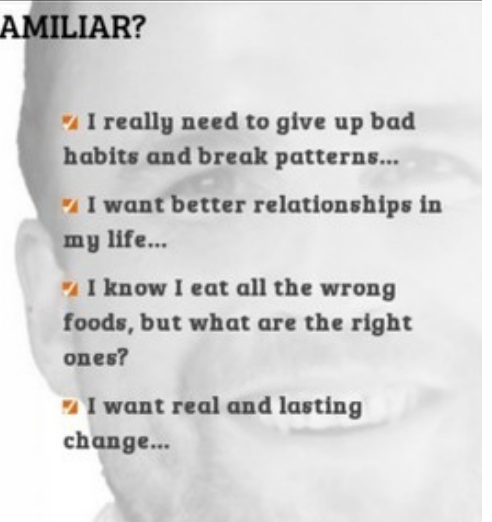 AMILIAR?
I really need to give up bad
habits and break patterns...
I want better relationships in
my life...
I know I eat all the wrong
foods, but what are the right
ones?
I want real and lasting
change...